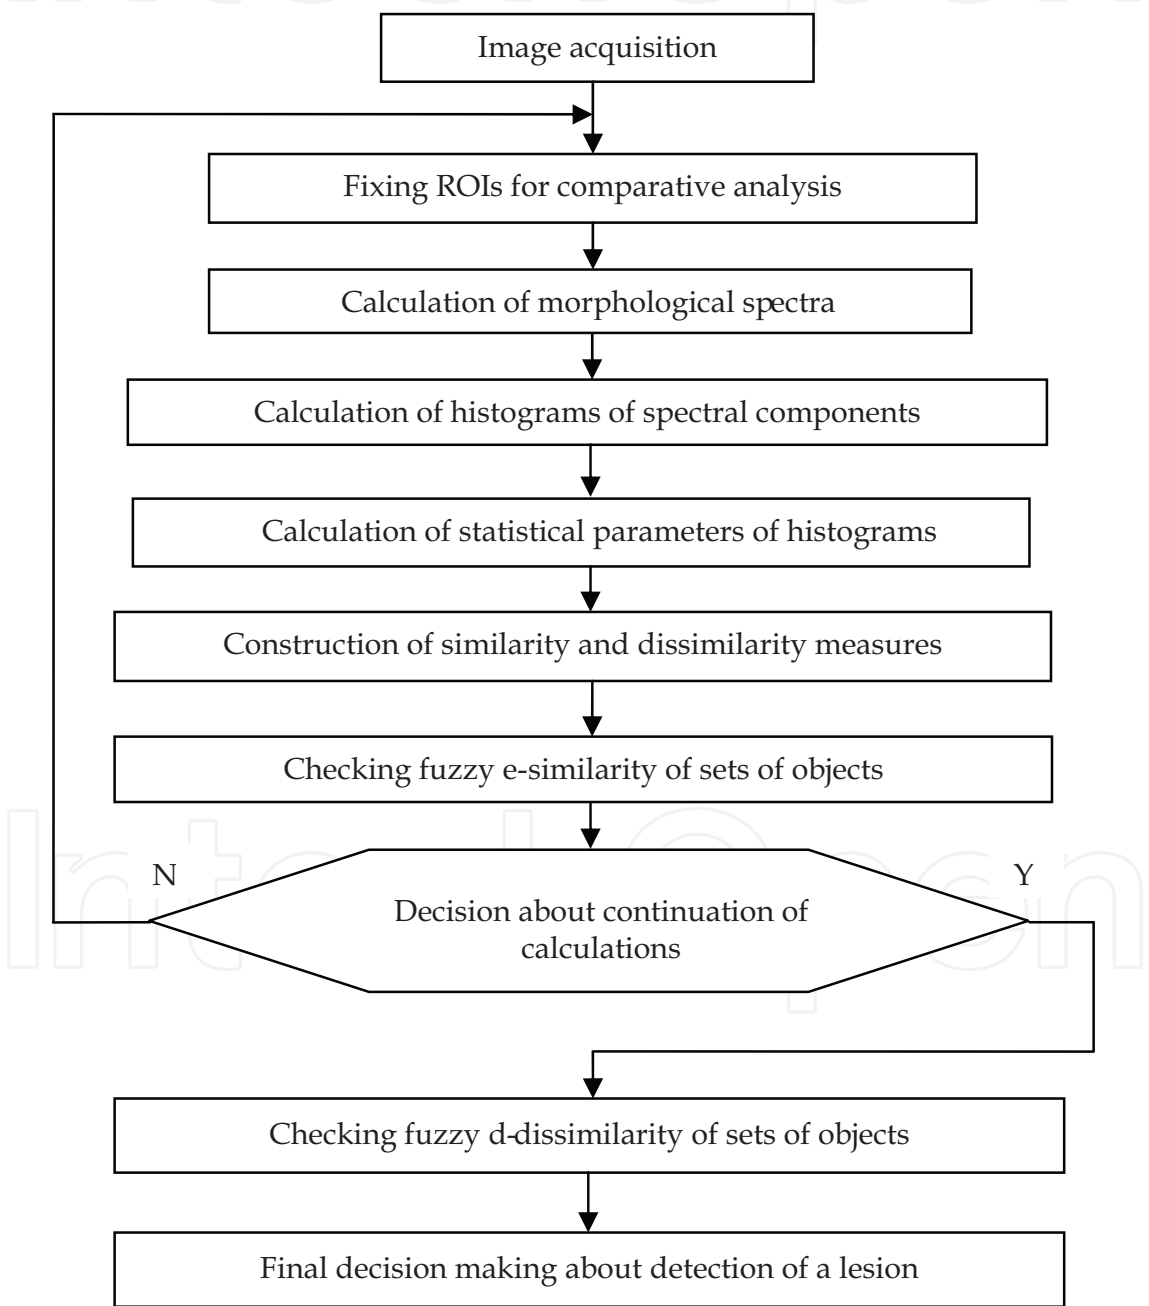 Image acquisition
Fixing ROIs for comparative analysis
Calculation of morphological spectra
Calculation of histograms of spectral components
Calculation of statistical parameters of histograms
Construction of similarity and dissimilarity measures
Checking fuzzy e-similarity of sets of objects
N
Y
Decision about continuation of
calculations
Checking fuzzy d-dissimilarity of sets of objects
Final decision making about detection of a lesion